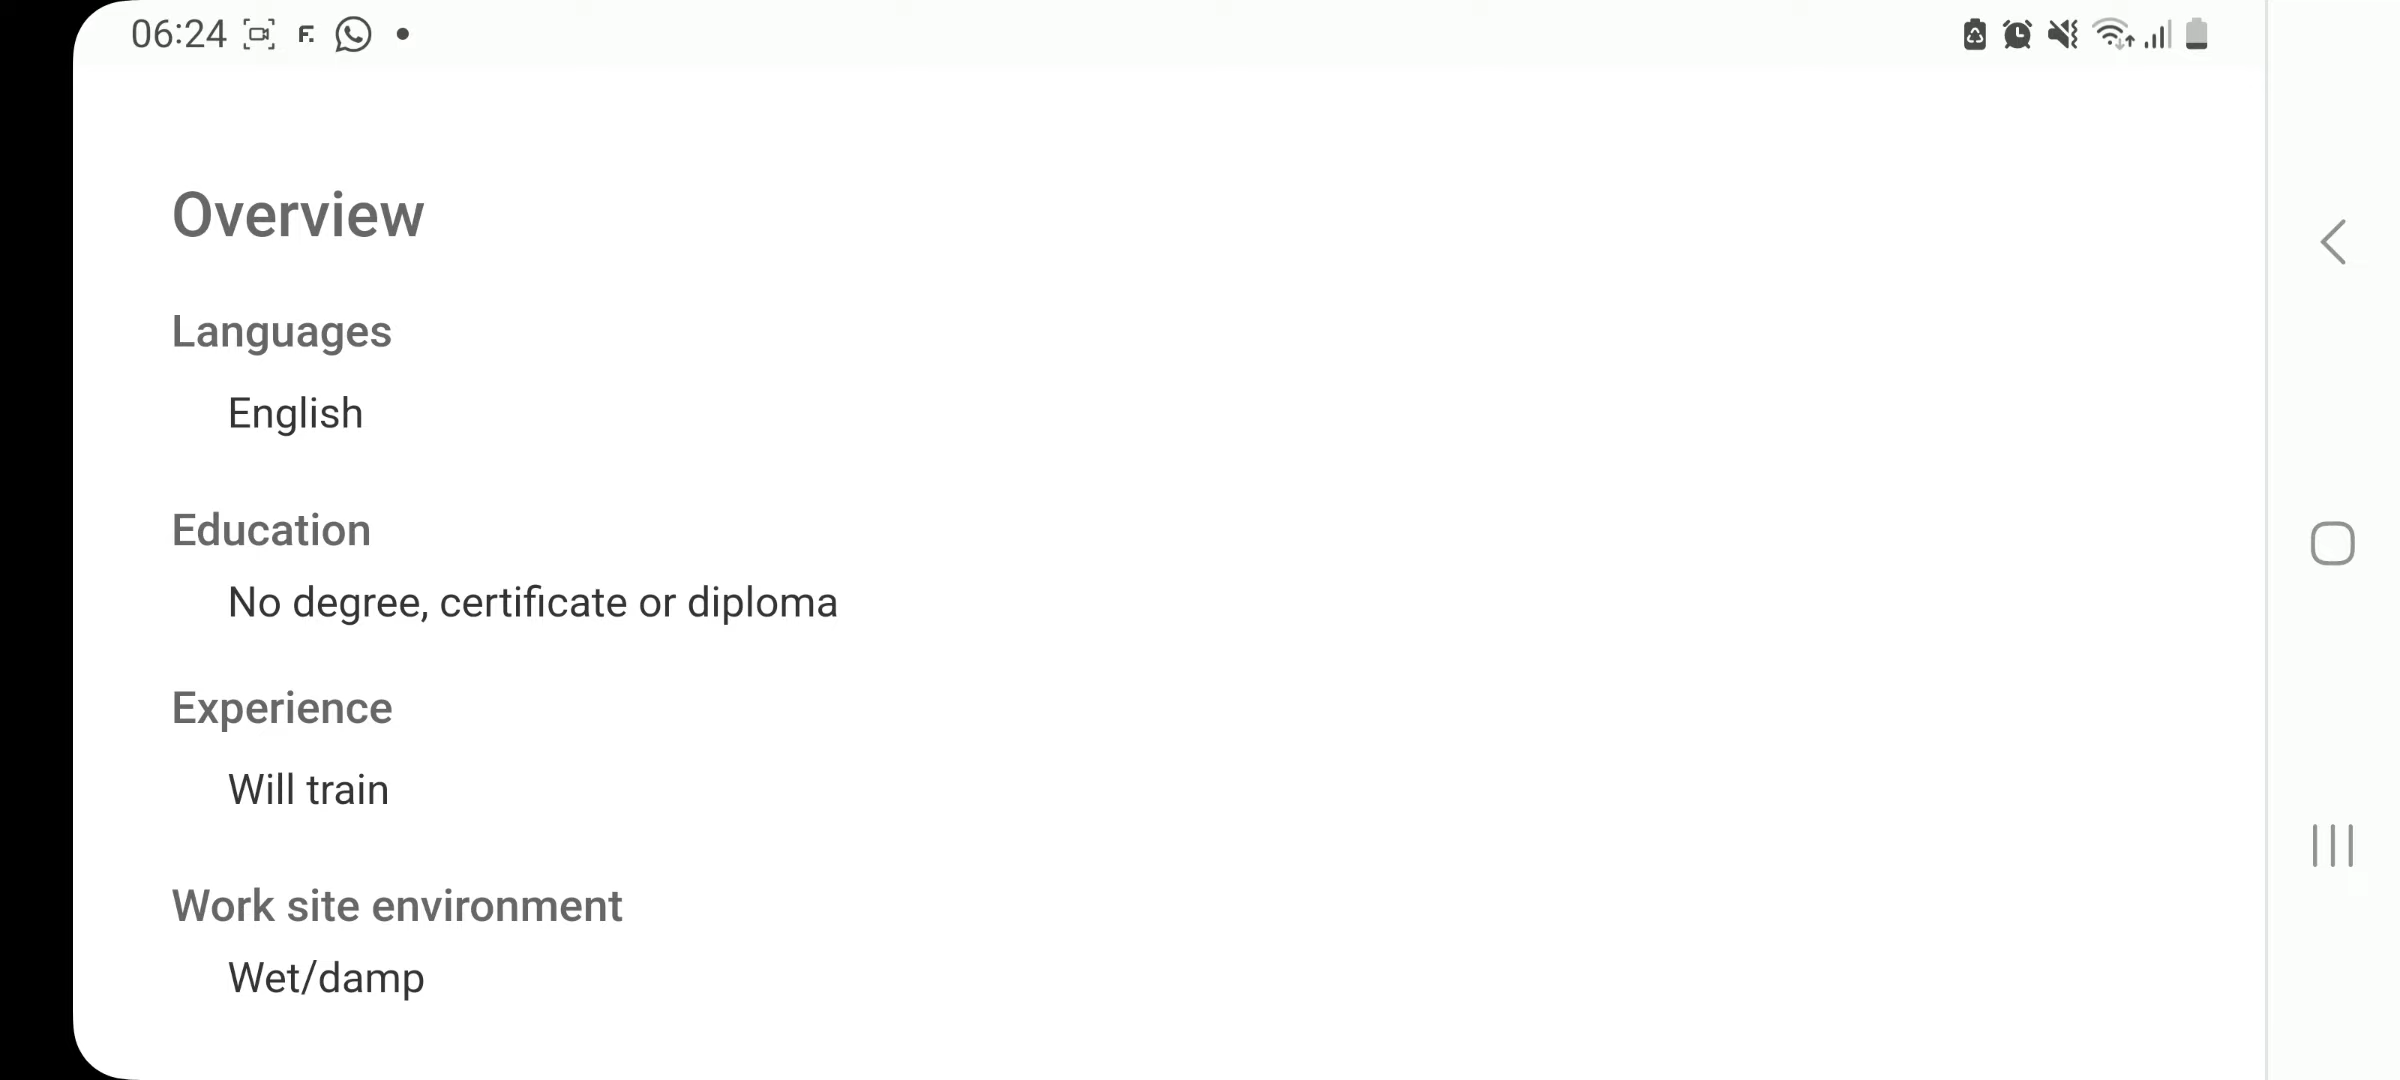 06:24 F.
Overview
Languages
English
Education
No degree, certificate or diploma
Experience
Will train
Work site environment
Wet/damp